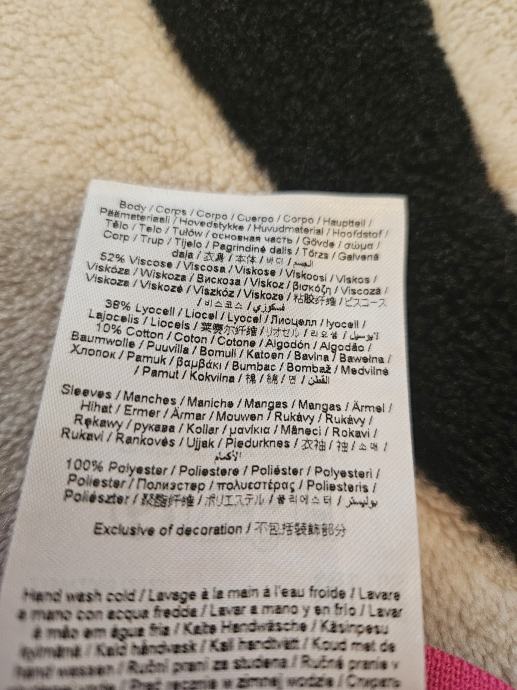 Body / Corps / Corpo / Cuerpo / Corpo / Hauptteil /
Päämateriaali / Hovedstykke / Huvudmaterial / Hoofdstof /
Tělo / Telo / Tułów / основная часть / Gövde / σώμα /
Corp / Trup / Tijelo / Pagrindinė dalis / Törzs / Galvenā
daļa / 衣身 / 本体 / 바디 / الجسم
52% Viscose / Viscosa / Viskose / Viskoosi / Viskos /
Viskóza / Wiskoza / Вискоза / Viskoz / βισκόζη / Viscoză /
Viskoza / Viskozė / Viszkóz / Viskoze / 粘胶纤维 / ビスコース
/ 비스코스 / فسكوزي
38% Lyocell / Liocel / Lyocel / Лиоцелл / lyocell /
Lajocelis / Liocels / 莱赛尔纤维 / リオセル / 리오셀 / لايوسيل
10% Cotton / Coton / Cotone / Algodón / Algodão /
Baumwolle / Puuvilla / Bomull / Katoen / Bavlna / Bawełna /
Хлопок / Pamuk / βαμβάκι / Bumbac / Bombaž / Medvilnė
/ Pamut / Kokvilna / 棉 / 綿 / 면 / القطن
Sleeves / Manches / Maniche / Mangas / Mangas / Ärmel /
Hihat / Ermer / Ärmar / Mouwen / Rukávy / Rukávy /
Rękawy / рукава / Kollar / μανίκια / Mâneci / Rokavi /
Rukavi / Rankovės / Ujjak / Piedurknes / 衣袖 / 袖 / 소매 /
الأكمام
100% Polyester / Poliestere / Poliéster / Polyesteri /
Poliester / Полиэстер / πολυεστέρας / Poliesteris /
Poliészter / 聚酯纤维 / ポリエステル / 폴리에스터 / بوليستر
Exclusive of decoration / 不包括装飾部分
Hand wash cold / Lavage à la main à l'eau froide / Lavare
a mano con acqua fredda / Lavar a mano y en frío / Lavar
à mão em água fria / Kalte Handwäsche / Käsinpesu
kylmänä / Kald håndvask / Kall handtvätt / Koud met de
hand wassen / Ruční praní za studena / Ručné pranie v